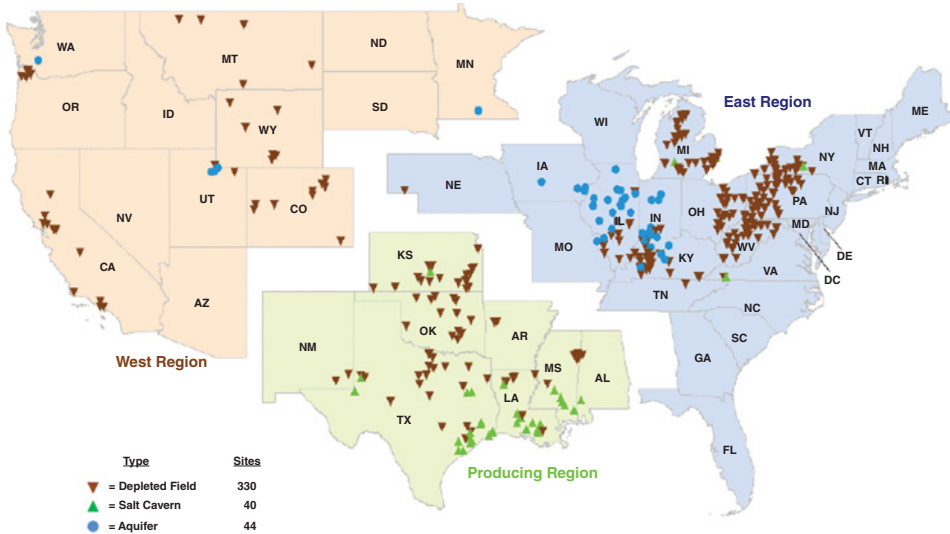 WA
MT
ND
MN
OR
ID
WY
SD
WI
MI
VT
ME
NH
NY
MA
CT RI
NV
UT
CO
NE
IA
IL
IN
OH
PA
NJ
MD
DE
DC
CA
AZ
KS
MO
KY
WV
VA
TN
NC
SC
NM
OK
AR
TX
LA
MS
AL
GA
FL
East Region
West Region
Producing Region
Type Sites
= Depleted Field 330
= Salt Cavern 40
= Aquifer 44